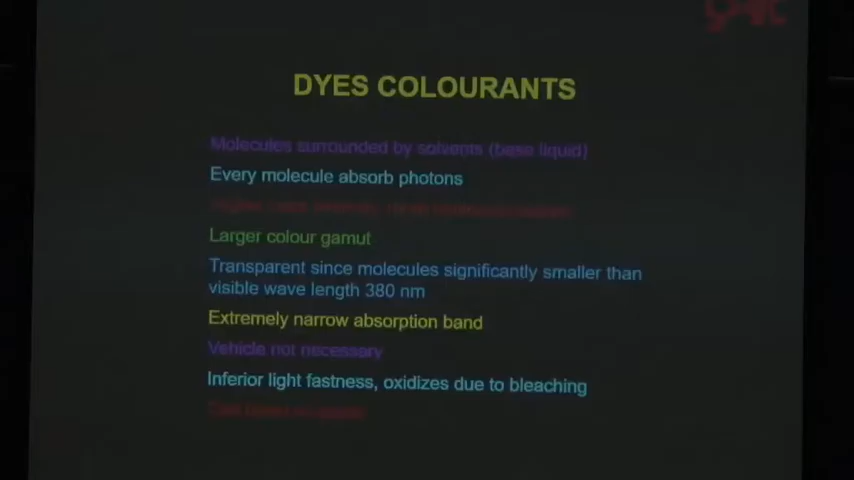 DYES COLOURANTS
Molecules surrounded by solvents (base liquid)
Every molecule absorb photons
Larger colour gamut
Transparent since molecules significantly smaller than
visible wave length 380 nm
Extremely narrow absorption band
Vehicle not necessary
Inferior light fastness, oxidizes due to bleaching